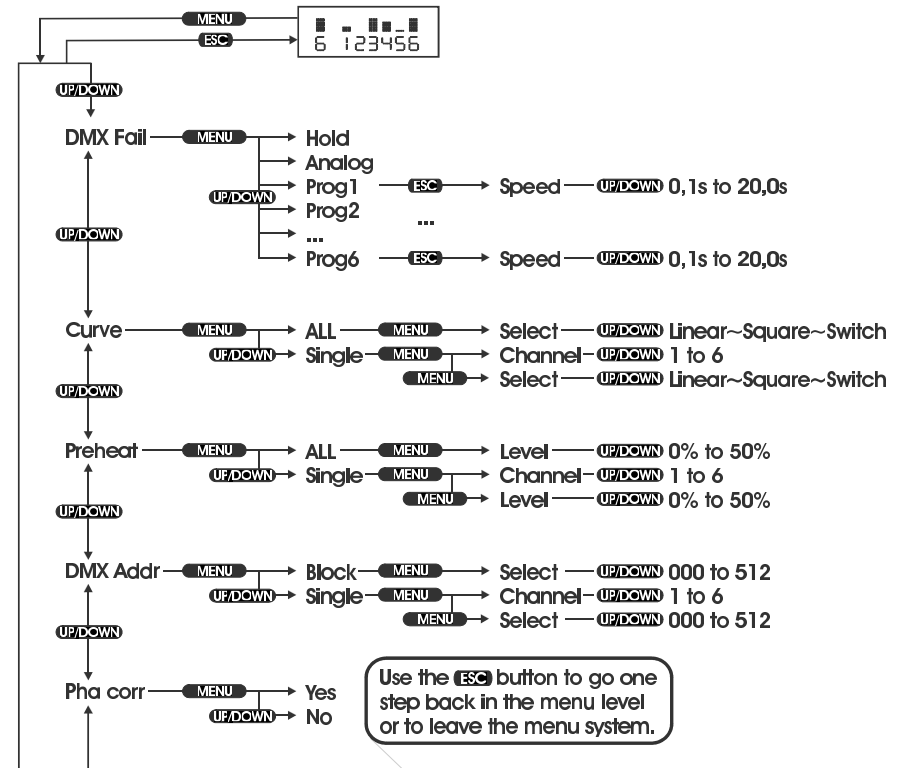 MENU
ESC
6 123456
UP/DOWN
DMX Fail MENU Hold
Analog
Prog1 ESC Speed UP/DOWN 0,1s to 20,0s
UP/DOWN
Prog2 ...
UP/DOWN ...
Prog6 ESC Speed UP/DOWN 0,1s to 20,0s
Curve MENU ALL MENU Select UP/DOWN Linear~Square~Switch
UP/DOWN Single MENU Channel UP/DOWN 1 to 6
MENU Select UP/DOWN Linear~Square~Switch
UP/DOWN
Preheat MENU ALL MENU Level UP/DOWN 0% to 50%
UP/DOWN Single MENU Channel UP/DOWN 1 to 6
MENU Level UP/DOWN 0% to 50%
UP/DOWN
DMX Addr MENU Block MENU Select UP/DOWN 000 to 512
UP/DOWN Single MENU Channel UP/DOWN 1 to 6
MENU Select UP/DOWN 000 to 512
UP/DOWN
Pha corr MENU Yes
UP/DOWN No
Use the ESC button to go one
step back in the menu level
or to leave the menu system.